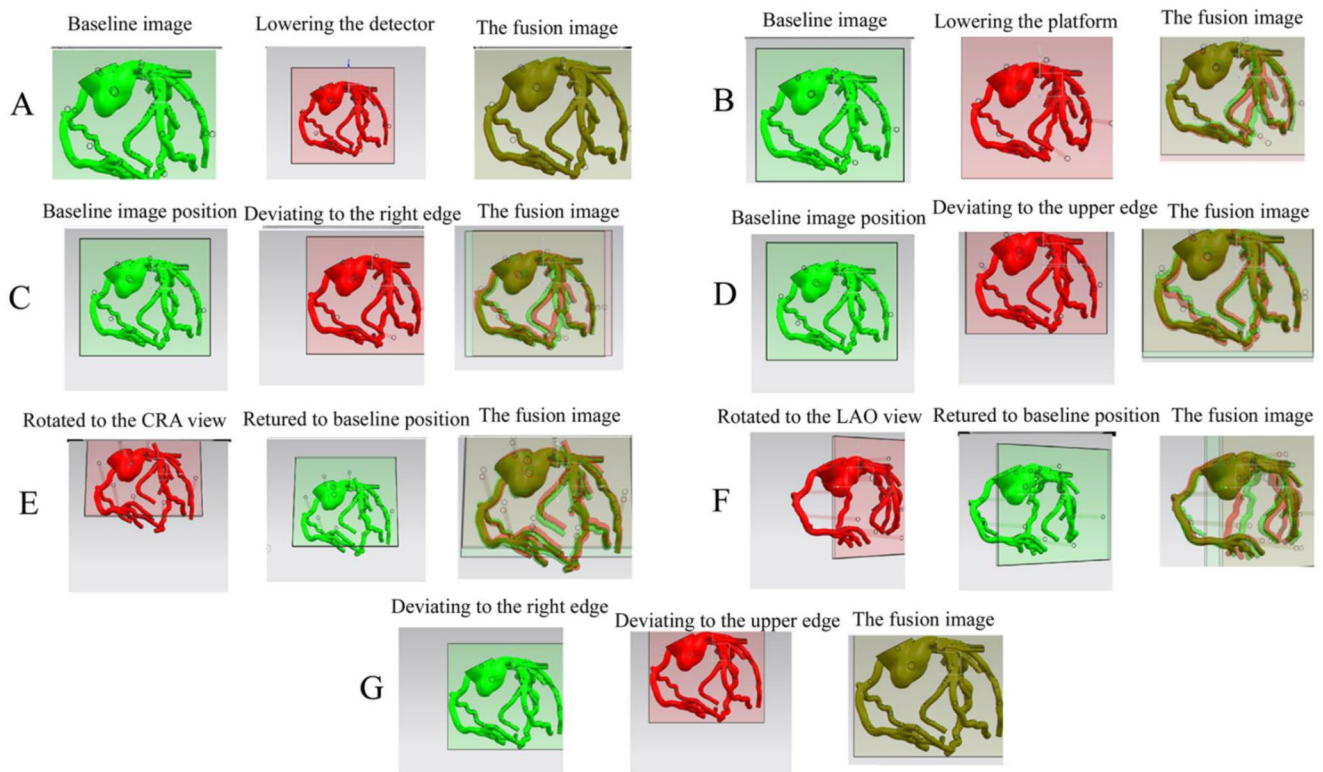 Baseline image
Lowering the detector
The fusion image
A
Baseline image
Lowering the platform
The fusion image
B
Baseline image position
Deviating to the right edge
The fusion image
C
Baseline image position
Deviating to the upper edge
The fusion image
D
Rotated to the CRA view
Retured to baseline position
The fusion image
E
Rotated to the LAO view
Retured to baseline position
The fusion image
F
Deviating to the right edge
Deviating to the upper edge
The fusion image
G